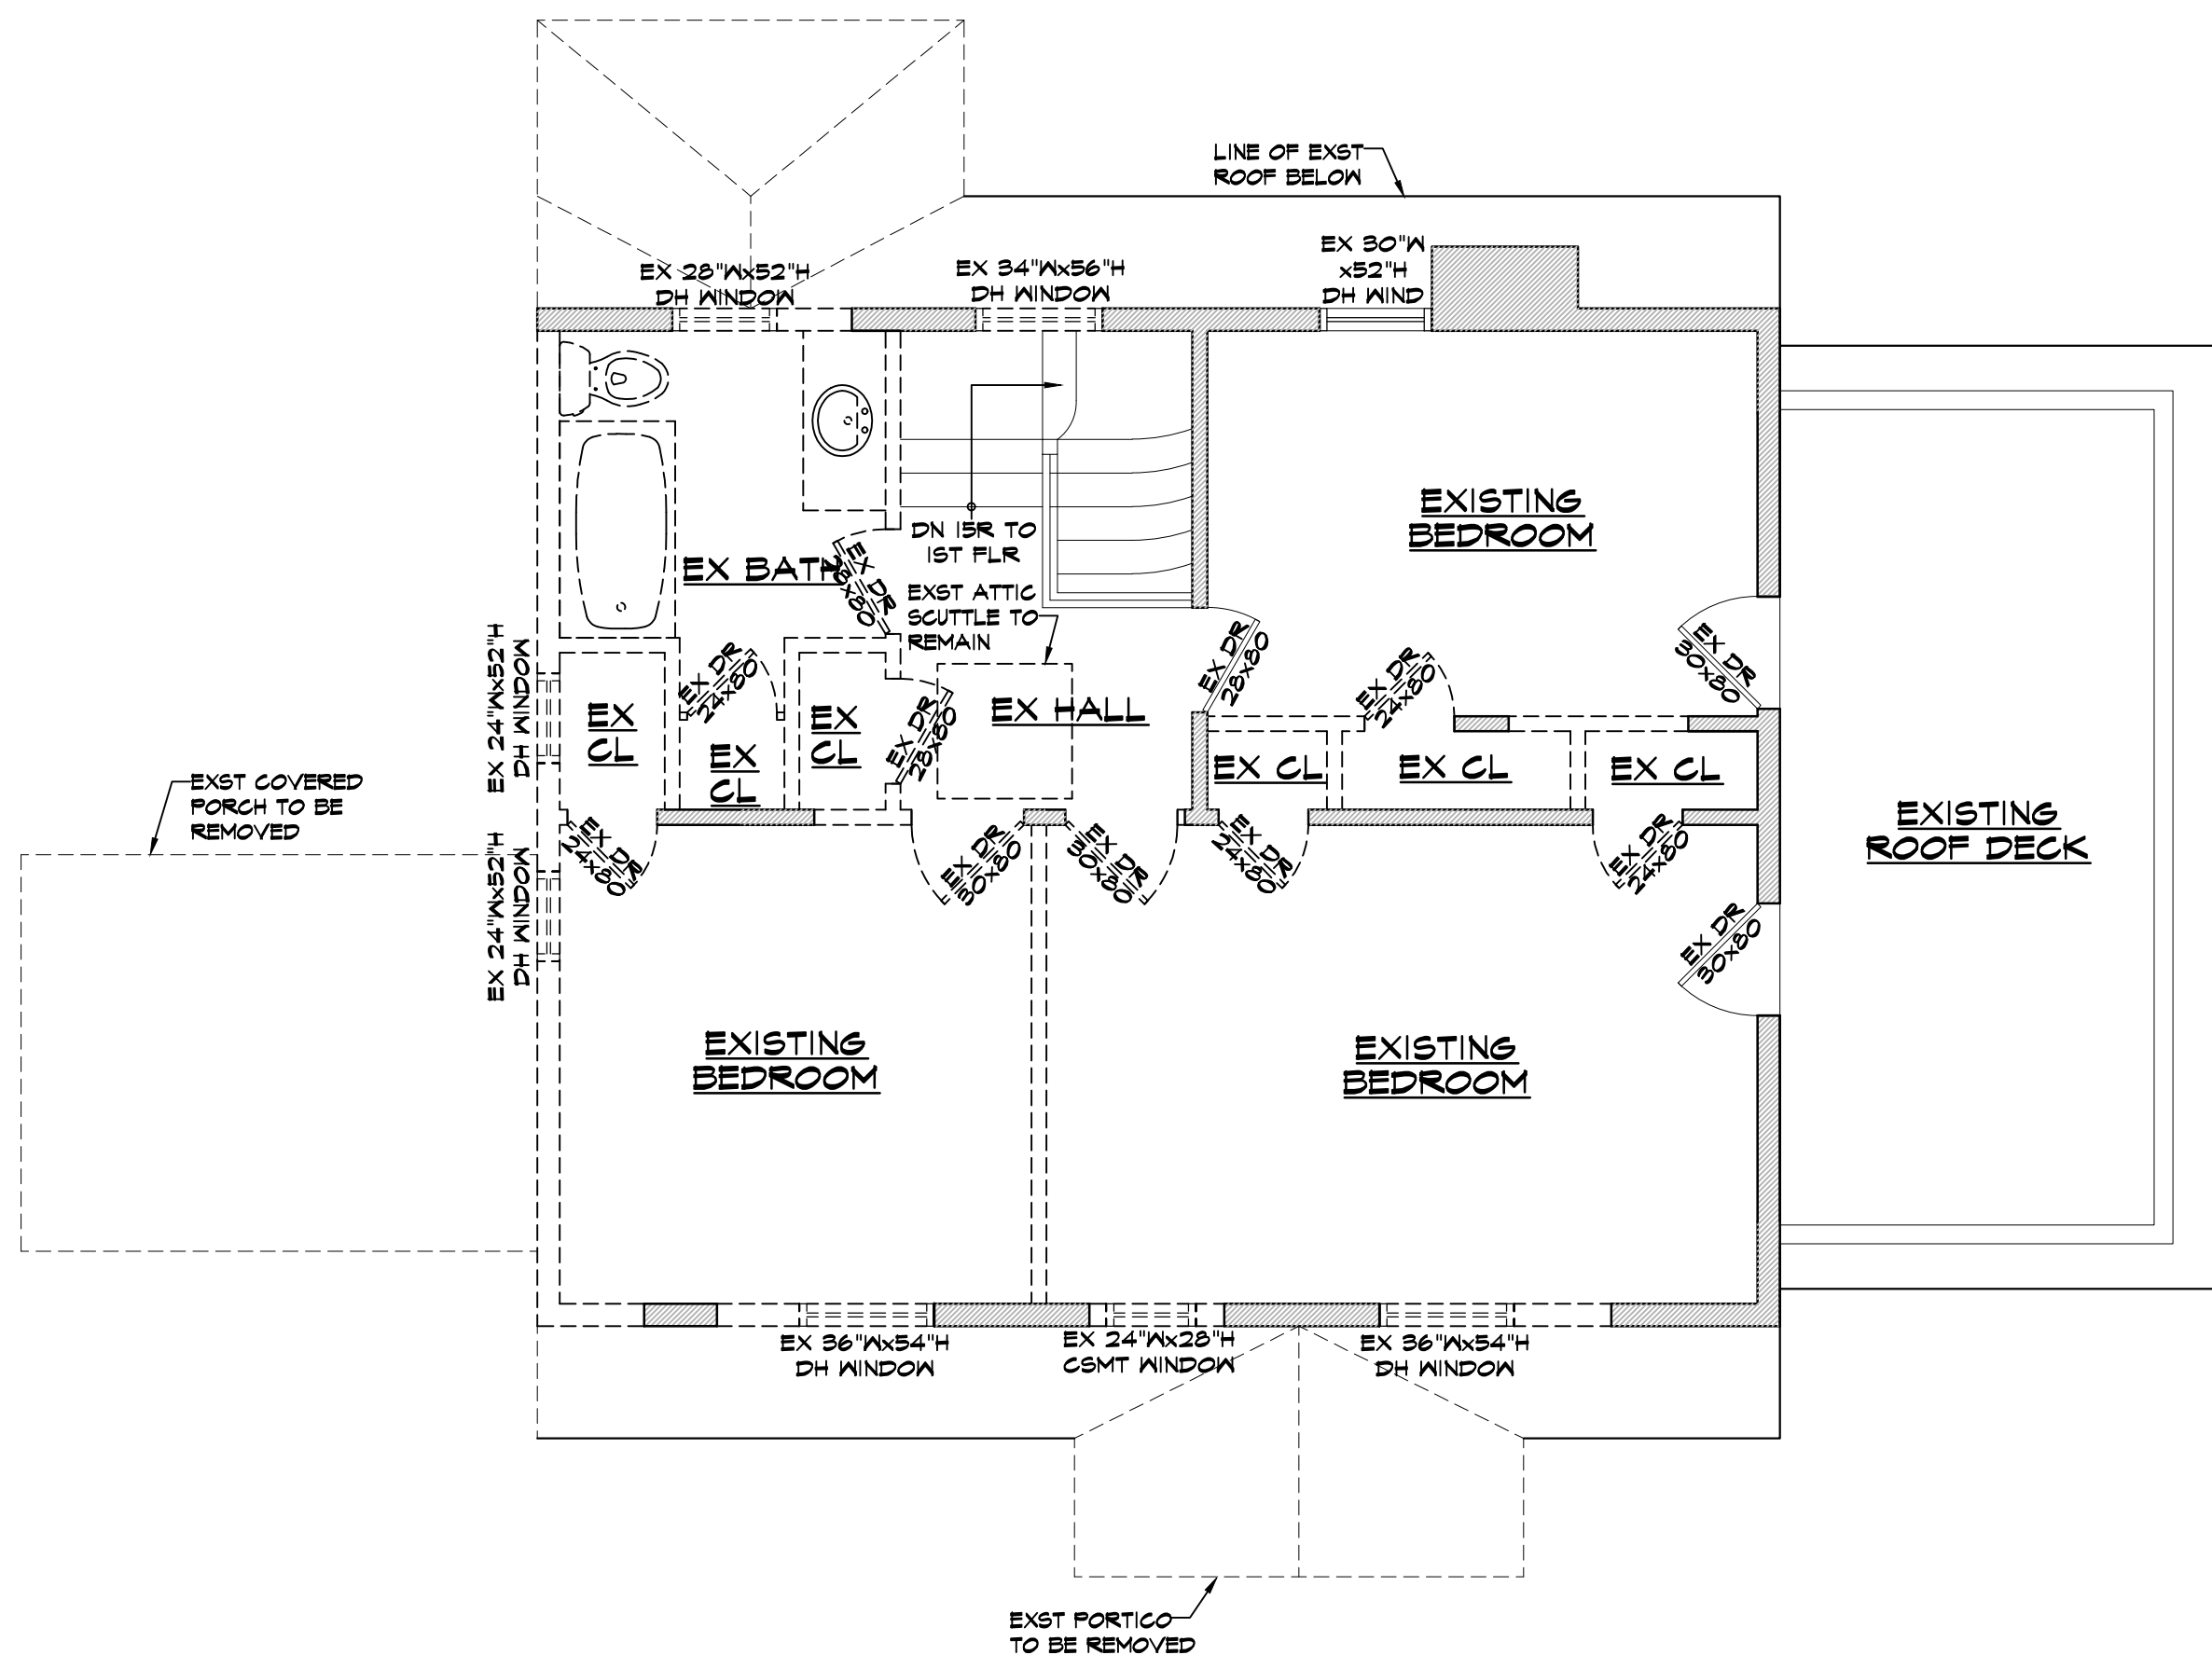 LINE OF EXST
ROOF BELOW
EX 28"Wx52"H
DH WINDOW
EX 34"Wx56"H
DH WINDOW
EX 30"W
x52"H
DH WIND
EXISTING
BEDROOM
DN 15R TO
1ST FLR
EX BATH
EX DR
28x80
EXST ATTIC
SCUTTLE TO
REMAIN
EX 24"Wx52"H
DH WINDOW
EX DR
24x80
EX DR
28x80
EX DR
24x80
EX DR
30x80
EX
CL
EX
CL
EX
CL
EX DR
28x80
EX HALL
EX CL
EX CL
EX CL
EXST COVERED
PORCH TO BE
REMOVED
EXISTING
ROOF DECK
EX 24"Wx52"H
DH WINDOW
EX DR
24x80
EX DR
30x80
EX DR
30x80
EX DR
24x80
EX DR
24x80
EX DR
30x80
EXISTING
BEDROOM
EXISTING
BEDROOM
EX 36"Wx54"H
DH WINDOW
EX 24"Wx28"H
CSMT WINDOW
EX 36"Wx54"H
DH WINDOW
EXST PORTICO
TO BE REMOVED